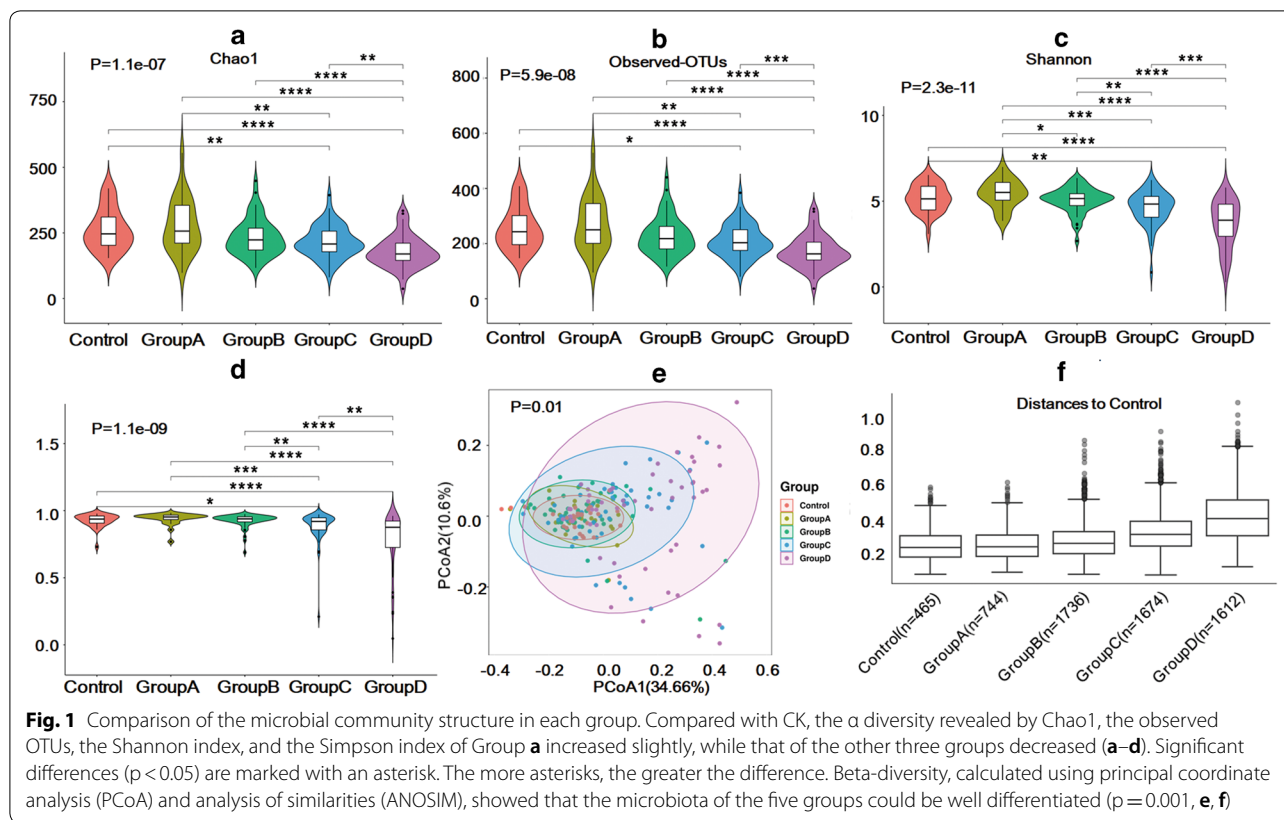 a
Chao1
P=1.1e-07
**
****
****
**
****
**
750
500
250
0
Control GroupA GroupB GroupC GroupD
b
Observed-OTUs
P=5.9e-08
***
****
****
**
****
*
800
600
400
200
0
Control GroupA GroupB GroupC GroupD
c
Shannon
P=2.3e-11
***
****
**
****
***
*
****
**
10
5
0
Control GroupA GroupB GroupC GroupD
d
P=1.1e-09
**
****
**
****
***
****
*
1.5
1.0
0.5
0.0
Control GroupA GroupB GroupC GroupD
e
P=0.01
PCoA2(10.6%)
0.2
0.0
-0.2
-0.4 -0.2 0.0 0.2 0.4 0.6
PCoA1(34.66%)
Group
Control
GroupA
GroupB
GroupC
GroupD
f
Distances to Control
1.0
0.8
0.6
0.4
0.2
Control(n=465)
GroupA(n=744)
GroupB(n=1736)
GroupC(n=1674)
GroupD(n=1612)
Fig. 1 Comparison of the microbial community structure in each group. Compared with CK, the α diversity revealed by Chao1, the observed
OTUs, the Shannon index, and the Simpson index of Group a increased slightly, while that of the other three groups decreased (a–d). Significant
differences (p < 0.05) are marked with an asterisk. The more asterisks, the greater the difference. Beta-diversity, calculated using principal coordinate
analysis (PCoA) and analysis of similarities (ANOSIM), showed that the microbiota of the five groups could be well differentiated (p = 0.001, e, f)